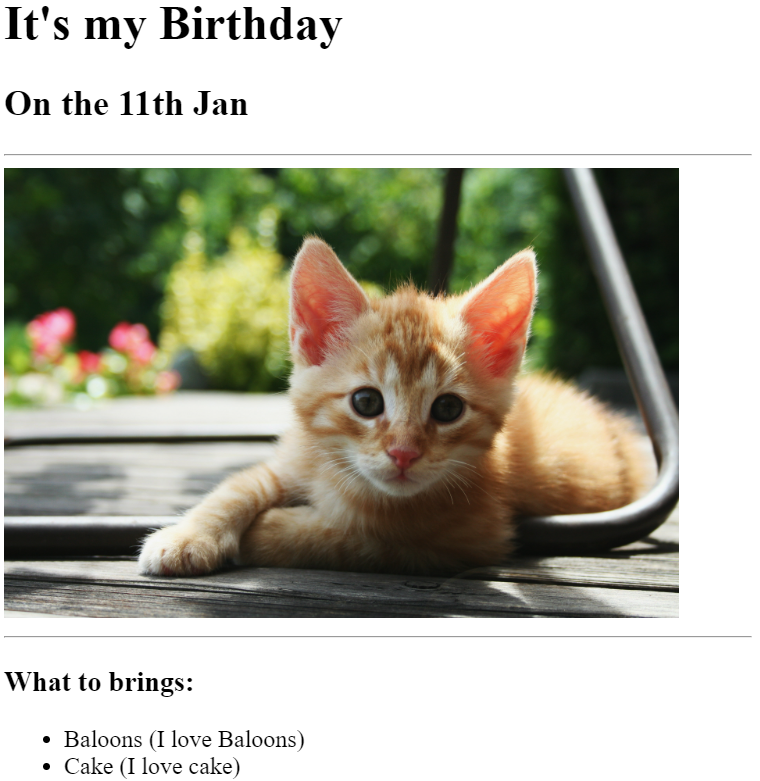 It's my Birthday
On the 11th Jan
What to brings:
Baloons (I love Baloons)
Cake (I love cake)